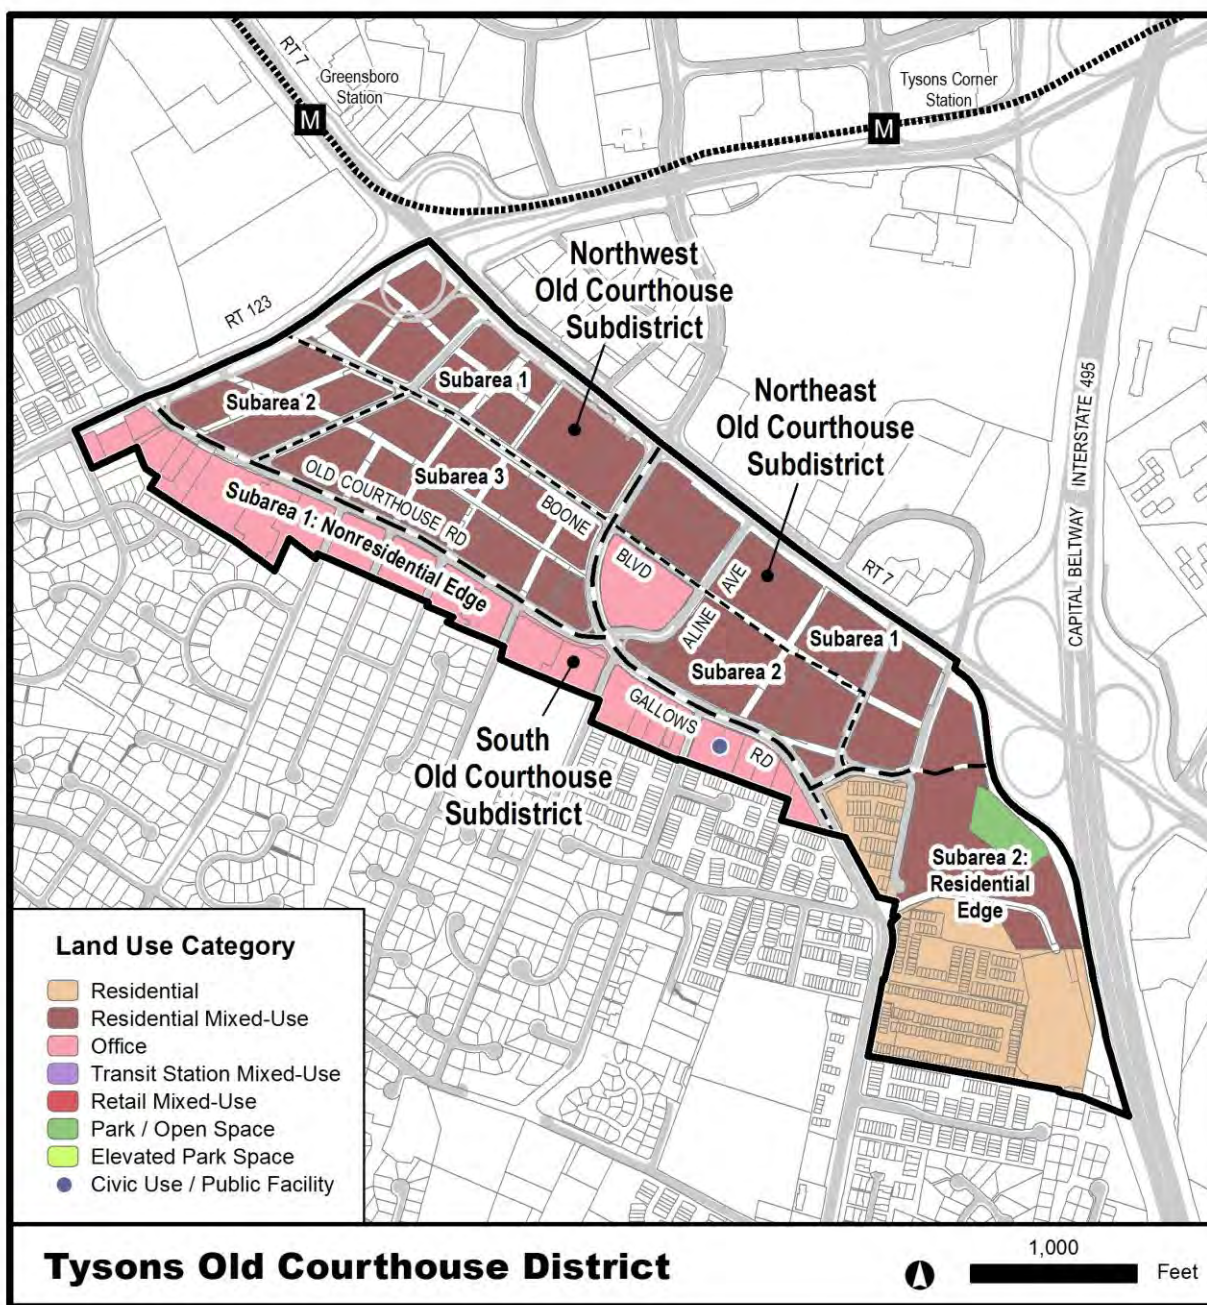 RT 7
Greensboro
Station
M
Tysons Corner
Station
M
Northwest
Old Courthouse
Subdistrict
RT 123
Subarea 1
Subarea 2
Northeast
Old Courthouse
Subdistrict
CAPITAL BELTWAY INTERSTATE 495
Subarea 3
OLD COURTHOUSE RD
BOONE
BLVD
Subarea 1: Nonresidential Edge
RT 7
ALINE AVE
Subarea 1
Subarea 2
GALLOWS RD
South
Old Courthouse
Subdistrict
Subarea 2:
Residential
Edge
Land Use Category
Residential
Residential Mixed-Use
Office
Transit Station Mixed-Use
Retail Mixed-Use
Park / Open Space
Elevated Park Space
Civic Use / Public Facility
Tysons Old Courthouse District
1,000
Feet